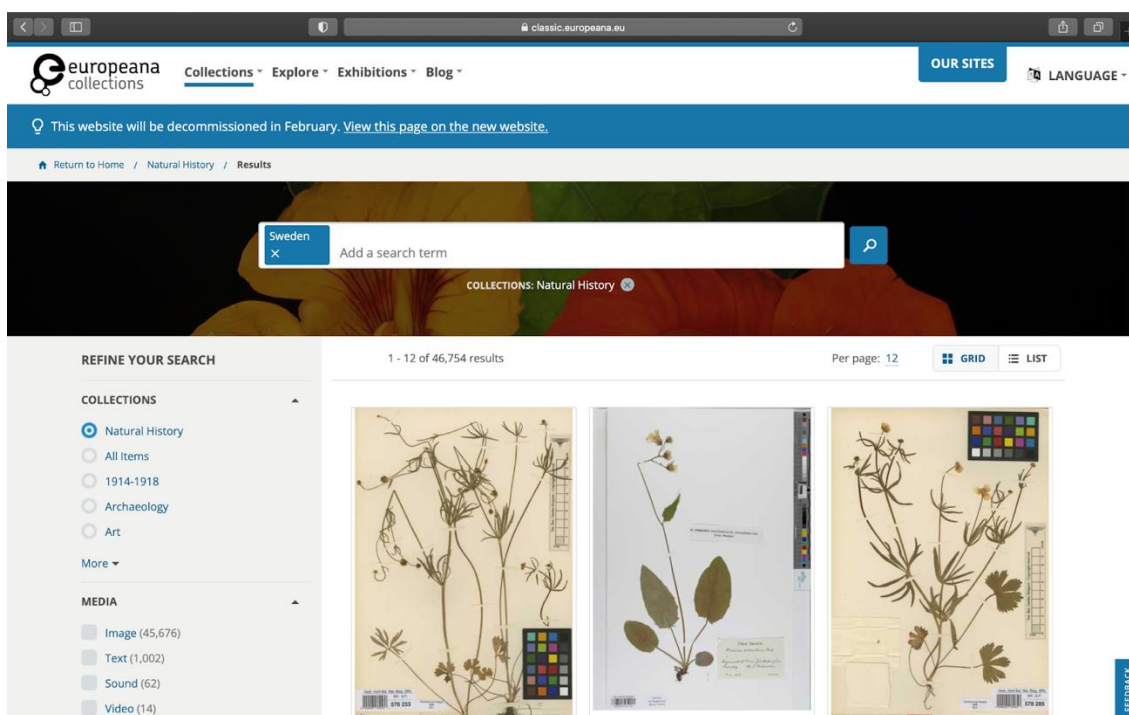 classic.europeana.eu
europeana
collections
Collections
Explore
Exhibitions
Blog
OUR SITES
LANGUAGE
This website will be decommissioned in February. View this page on the new website.
Return to Home / Natural History / Results
Sweden
Add a search term
COLLECTIONS: Natural History
REFINE YOUR SEARCH
1 - 12 of 46,754 results
Per page: 12
GRID
LIST
COLLECTIONS
Natural History
All Items
1914-1918
Archaeology
Art
More
MEDIA
Image (45,676)
Text (1,002)
Sound (62)
Video (14)
FEEDBACK